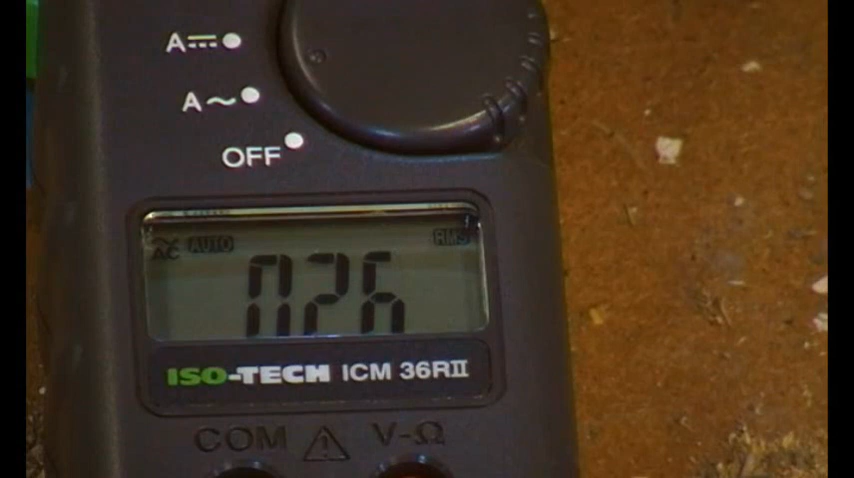 A
A~
OFF
AC AUTO RMS
026
ISO-TECH ICM 36RII
COM V-Ω